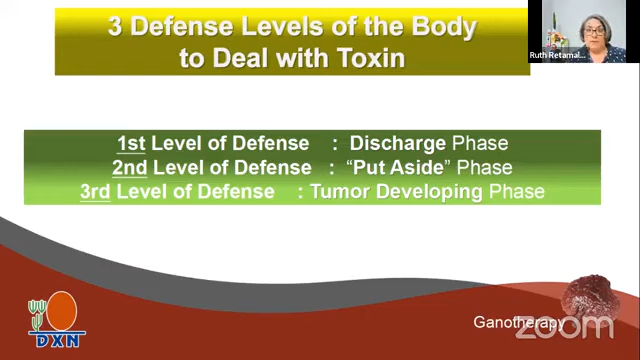 3 Defense Levels of the Body
to Deal with Toxin
Ruth Retamal...
1st Level of Defense : Discharge Phase
2nd Level of Defense : “Put Aside” Phase
3rd Level of Defense : Tumor Developing Phase
DXN
Ganotherapy
zoom